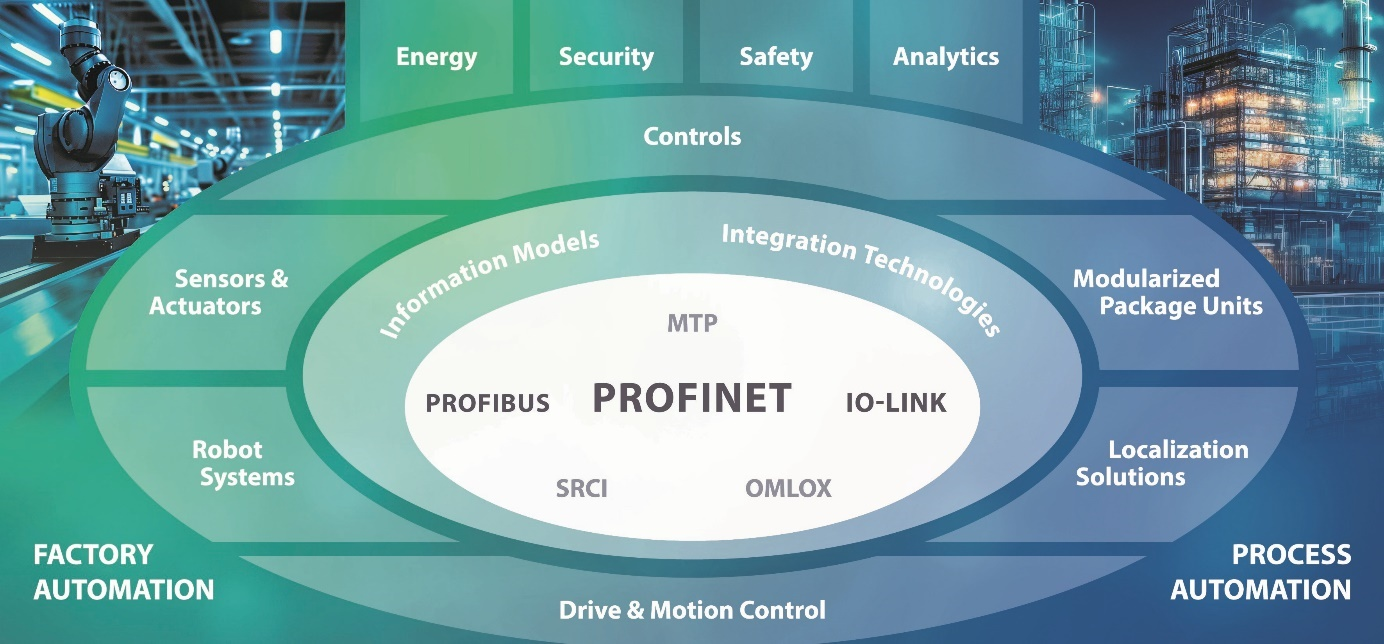 Energy
Security
Safety
Analytics
Controls
Information Models
Integration Technologies
Sensors &
Actuators
Modularized
Package Units
MTP
PROFIBUS
PROFINET
IO-LINK
Robot
Systems
Localization
Solutions
SRCI
OMLOX
FACTORY
AUTOMATION
PROCESS
AUTOMATION
Drive & Motion Control